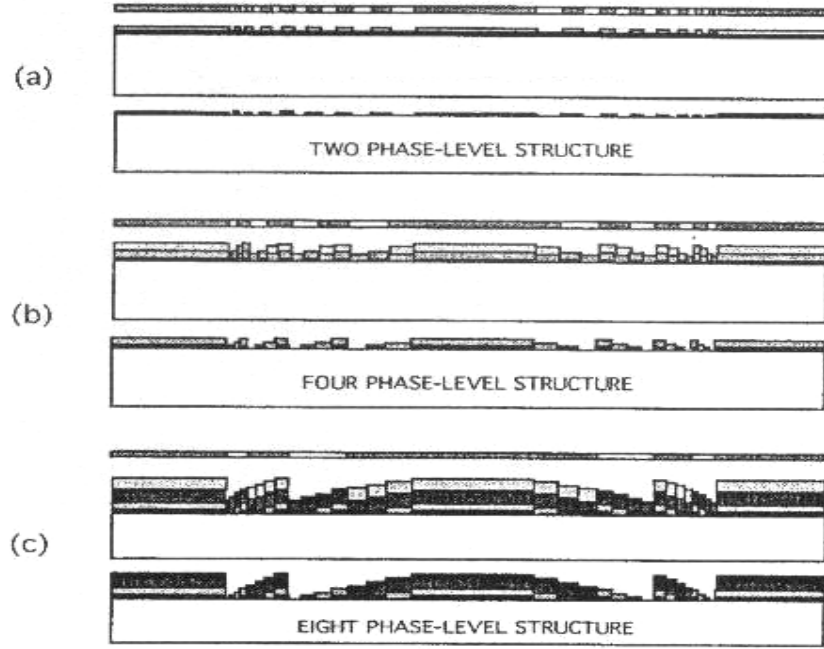 (a)
TWO PHASE-LEVEL STRUCTURE
(b)
FOUR PHASE-LEVEL STRUCTURE
(c)
EIGHT PHASE-LEVEL STRUCTURE